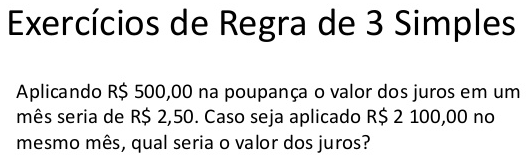 Exercícios de Regra de 3 Simples
Aplicando R$ 500,00 na poupança o valor dos juros em um
mês seria de R$ 2,50. Caso seja aplicado R$ 2 100,00 no
mesmo mês, qual seria o valor dos juros?